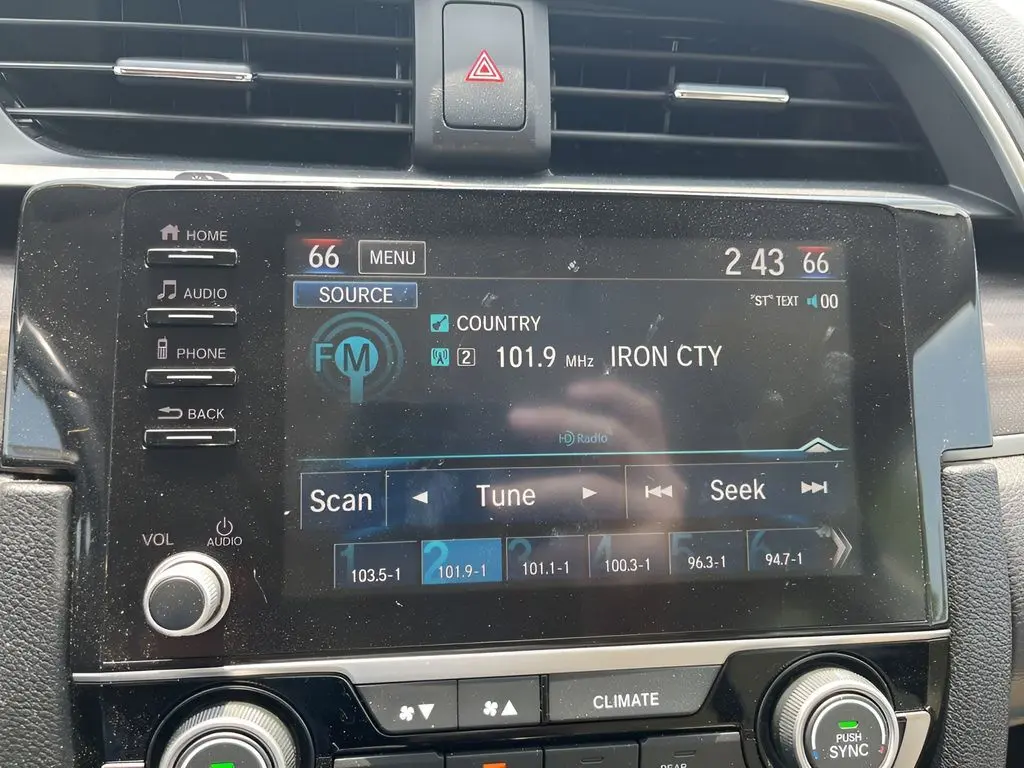 HOME
AUDIO
PHONE
BACK
VOL
AUDIO
66 MENU 2 43 66
SOURCE "ST" TEXT 00
FM
COUNTRY
2 101.9 MHz IRON CTY
HD Radio
Scan Tune Seek
1 2 3 4 5 6
103.5-1 101.9-1 101.1-1 100.3-1 96.3-1 94.7-1
CLIMATE
PUSH
SYNC
REAR